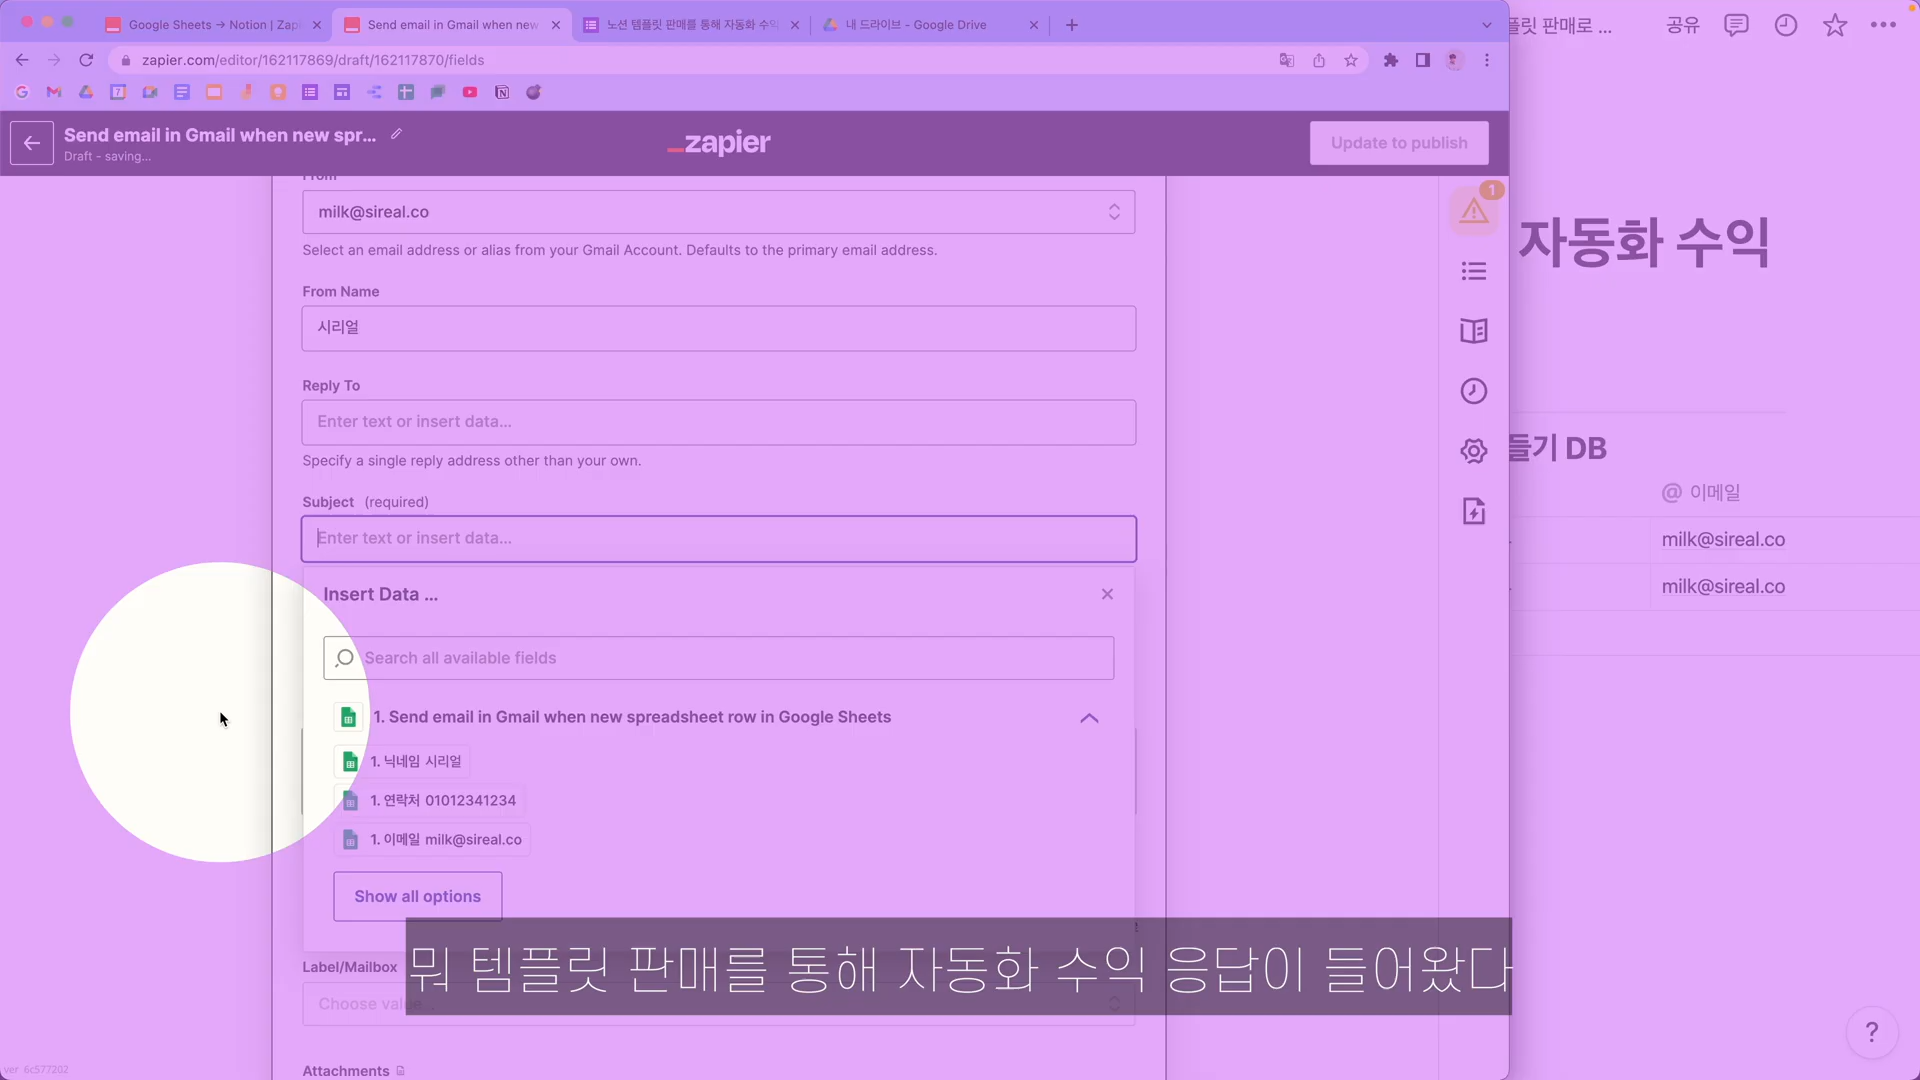 Google Sheets → Notion | Zapi
Send email in Gmail when new
노션 템플릿 판매를 통해 자동화 수익
내 드라이브 - Google Drive
플릿 판매로 ...
공유
zapier.com/editor/162117869/draft/162117870/fields
Send email in Gmail when new spr...
Draft - saving...
_zapier
Update to publish
From
milk@sireal.co
Select an email address or alias from your Gmail Account. Defaults to the primary email address.
1
자동화 수익
From Name
시리얼
Reply To
Enter text or insert data...
Specify a single reply address other than your own.
들기 DB
@ 이메일
Subject (required)
Enter text or insert data...
milk@sireal.co
milk@sireal.co
Insert Data ...
Search all available fields
1. Send email in Gmail when new spreadsheet row in Google Sheets
1. 닉네임 시리얼
1. 연락처 01012341234
1. 이메일 milk@sireal.co
Show all options
뭐 템플릿 판매를 통해 자동화 수익 응답이 들어왔다
Label/Mailbox
Choose value...
Attachments
?
ver 6c577202